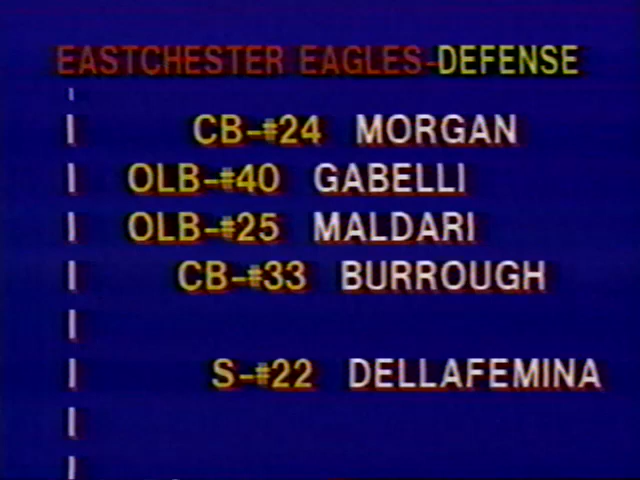 EASTCHESTER EAGLES-DEFENSE
CB-#24 MORGAN
OLB-#40 GABELLI
OLB-#25 MALDARI
CB-#33 BURROUGH
S-#22 DELLAFEMINA